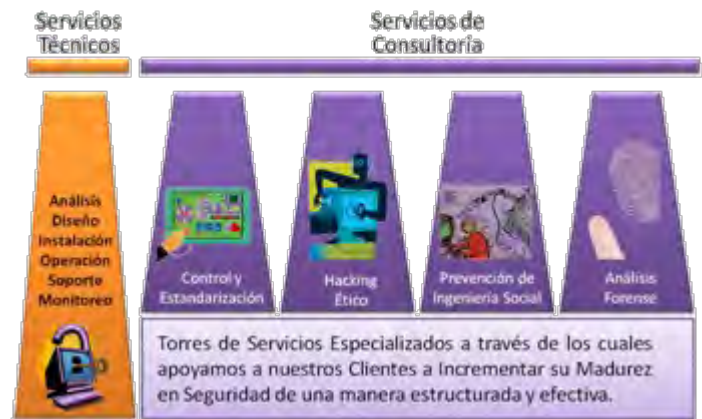 Servicios
Técnicos
Servicios de
Consultoría
Análisis
Diseño
Instalación
Operación
Soporte
Monitoreo
Control y
Estandarización
Hacking
Ético
Prevención de
Ingeniería Social
Análisis
Forense
Torres de Servicios Especializados a través de los cuales
apoyamos a nuestros Clientes a Incrementar su Madurez
en Seguridad de una manera estructurada y efectiva.